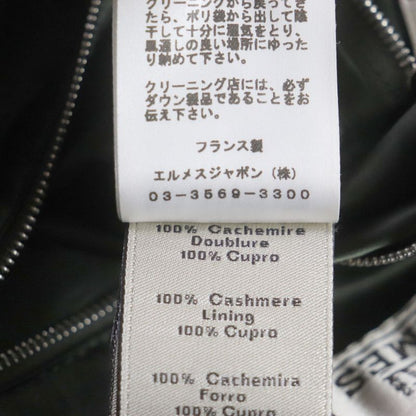 クリーニングから戻ってき
たら、ポリ袋から出して陰
干しで十分に湿気をとり、
風通しの良い場所にゆった
り納めて下さい。
クリーニング店には、必ず
ダウン製品であることをお
伝え下さい。
フランス製
エルメスジャポン(株)
03-3569-3300
100% Cachemire
Doublure
100% Cupro
100% Cashmere
Lining
100% Cupro
100% Cachemira
Forro
100% Cupro